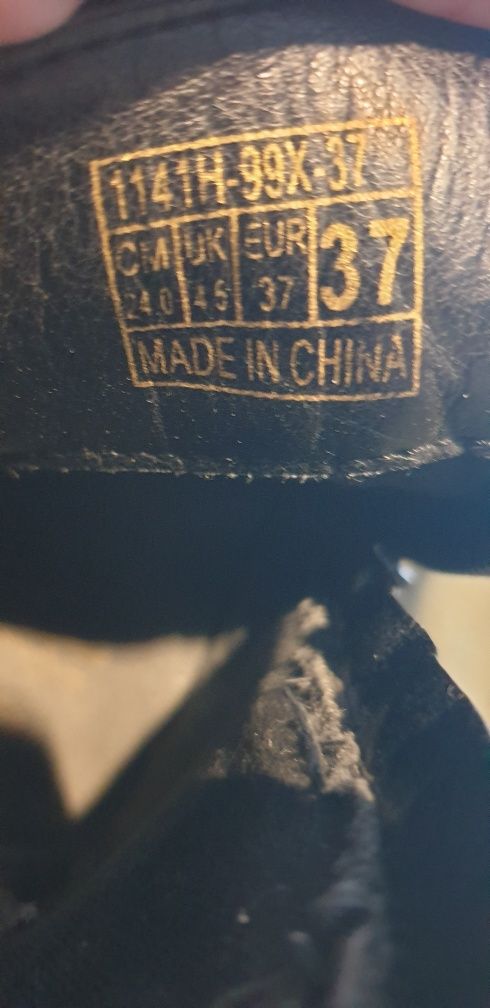 1141H-99X-37
CM UK EUR 37
24.0 4.5 37
MADE IN CHINA